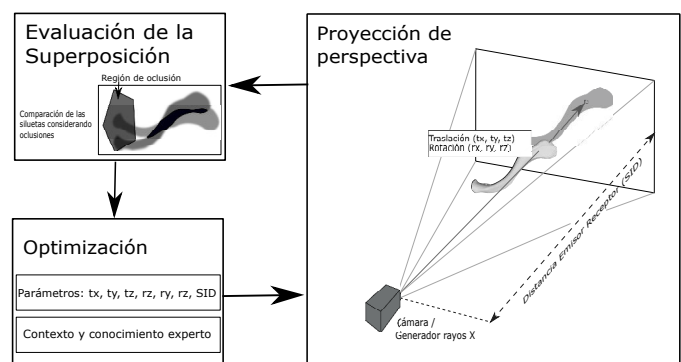 Evaluación de la
Superposición
Región de oclusión
Comparación de las
siluetas considerando
oclusiones
Optimización
Parámetros: tx, ty, tz, rz, ry, rz, SID
Contexto y conocimiento experto
Proyección de
perspectiva
Traslación (tx, ty, tz)
Rotación (rx, ry, rz)
Distancia Emisor Receptor (SID)
Cámara /
Generador rayos X